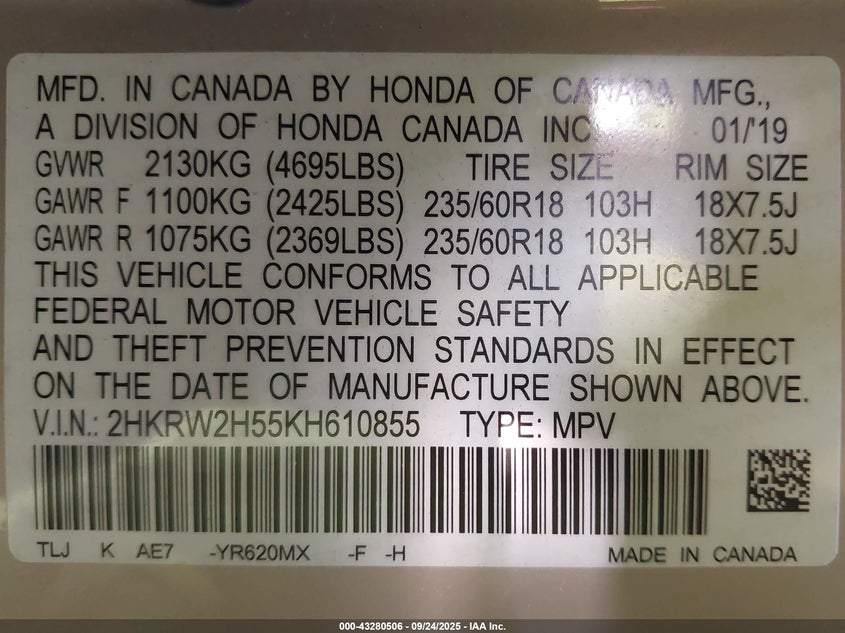 MFD. IN CANADA BY HONDA OF CANADA MFG.,
A DIVISION OF HONDA CANADA INC. 01/'19
GVWR 2130KG (4695LBS) TIRE SIZE RIM SIZE
GAWR F 1100KG (2425LBS) 235/60R18 103H 18X7.5J
GAWR R 1075KG (2369LBS) 235/60R18 103H 18X7.5J
THIS VEHICLE CONFORMS TO ALL APPLICABLE
FEDERAL MOTOR VEHICLE SAFETY
AND THEFT PREVENTION STANDARDS IN EFFECT
ON THE DATE OF MANUFACTURE SHOWN ABOVE.
V.I.N.: 2HKRW2H55KH610855 TYPE: MPV
TLJ K AE7 -YR620MX -F -H MADE IN CANADA
000-43280506 - 09/24/2025 - IAA Inc.